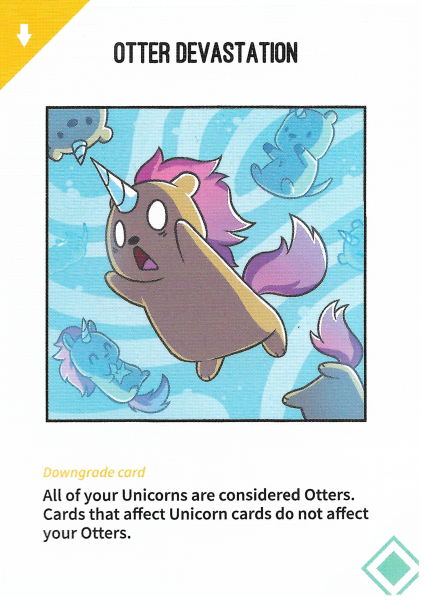 OTTER DEVASTATION
Downgrade card
All of your Unicorns are considered Otters.
Cards that affect Unicorn cards do not affect
your Otters.